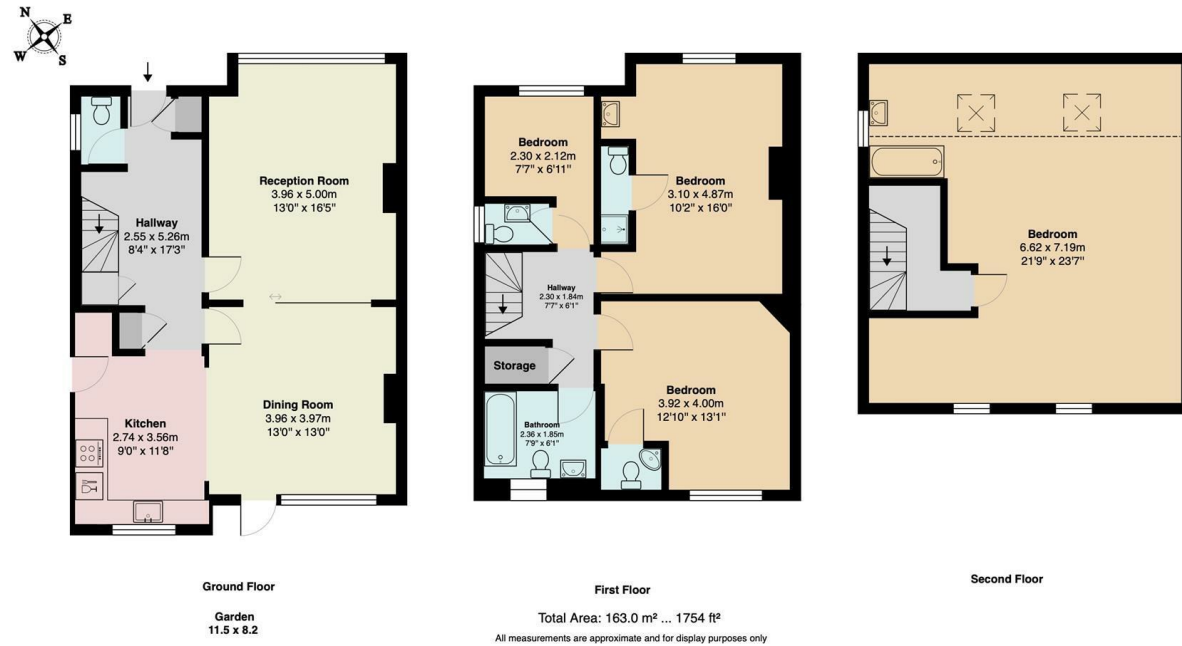 N
E
W
S
Reception Room
3.96 x 5.00m
13'0" x 16'5"
Hallway
2.55 x 5.26m
8'4" x 17'3"
Dining Room
3.96 x 3.97m
13'0" x 13'0"
Kitchen
2.74 x 3.56m
9'0" x 11'8"
Ground Floor
Garden
11.5 x 8.2
Bedroom
2.30 x 2.12m
7'7" x 6'11"
Bedroom
3.10 x 4.87m
10'2" x 16'0"
Hallway
2.30 x 1.84m
7'7" x 6'1"
Storage
Bedroom
3.92 x 4.00m
12'10" x 13'1"
Bathroom
2.36 x 1.85m
7'9" x 6'1"
First Floor
Total Area: 163.0 m² ... 1754 ft²
All measurements are approximate and for display purposes only
Bedroom
6.62 x 7.19m
21'9" x 23'7"
Second Floor